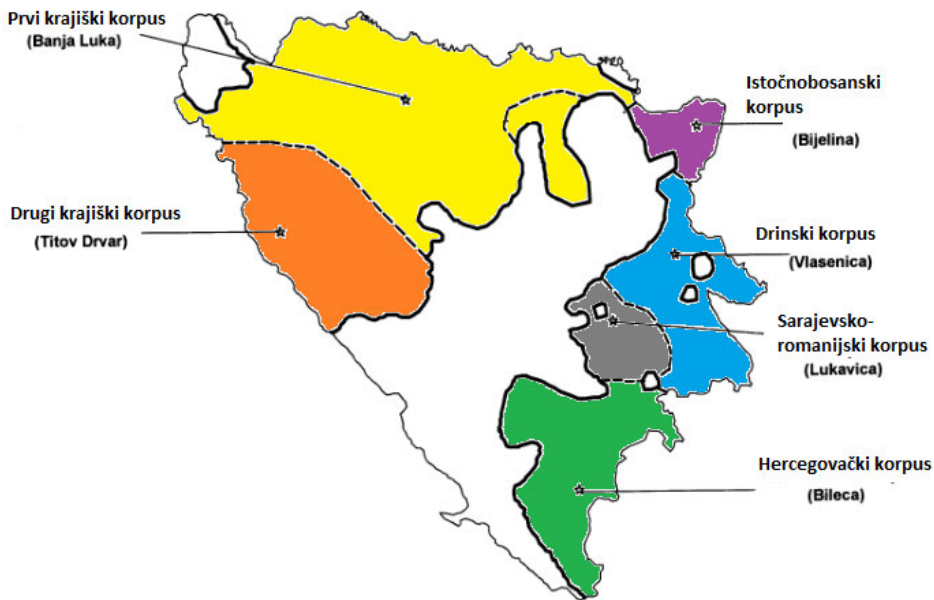 Prvi krajiški korpus
(Banja Luka)
Istočnobosanski
korpus
(Bijelina)
Drugi krajiški korpus
(Titov Drvar)
Drinski korpus
(Vlasenica)
Sarajevsko-
romanijski korpus
(Lukavica)
Hercegovački korpus
(Bileca)